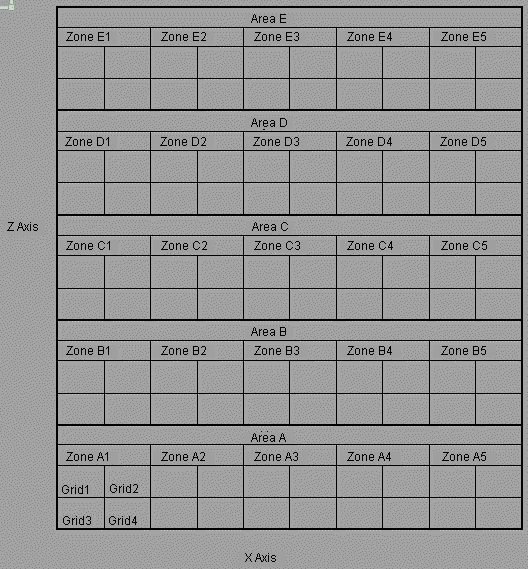 Area E
Zone E1 Zone E2 Zone E3 Zone E4 Zone E5
Area D
Zone D1 Zone D2 Zone D3 Zone D4 Zone D5
Z Axis
Area C
Zone C1 Zone C2 Zone C3 Zone C4 Zone C5
Area B
Zone B1 Zone B2 Zone B3 Zone B4 Zone B5
Area A
Zone A1 Zone A2 Zone A3 Zone A4 Zone A5
Grid1 Grid2
Grid3 Grid4
X Axis